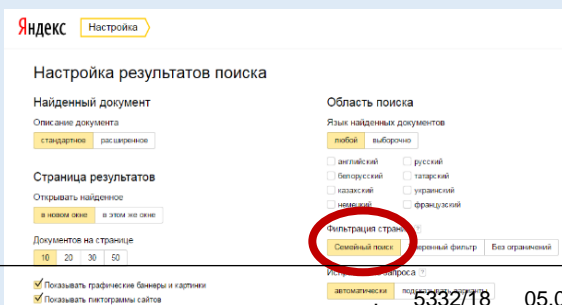 Яндекс Настройка
Настройка результатов поиска
Найденный документ
Описание документа
стандартное расширенное
Страница результатов
Открывать найденное
в новом окне в этом же окне
Документов на странице
10 20 30 50
Показывать графические баннеры и картинки
Показывать пиктограммы сайтов
Область поиска
Язык найденных документов
любой выборочно
английский русский
белорусский татарский
казахский украинский
немецкий французский
Фильтрация
Семейный поиск фильтр Без ограничений
автоматически
5332/18 05.0